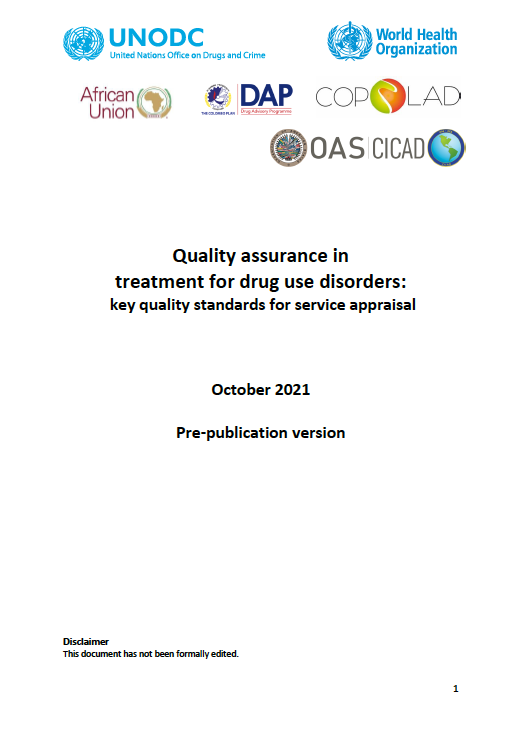 UNODC
United Nations Office on Drugs and Crime
World Health
Organization
African
Union
THE COLOMBO PLAN
DAP
Drug Advisory Programme
COPOLAD
OAS CICAD
Quality assurance in
treatment for drug use disorders:
key quality standards for service appraisal
October 2021
Pre-publication version
Disclaimer
This document has not been formally edited.
1